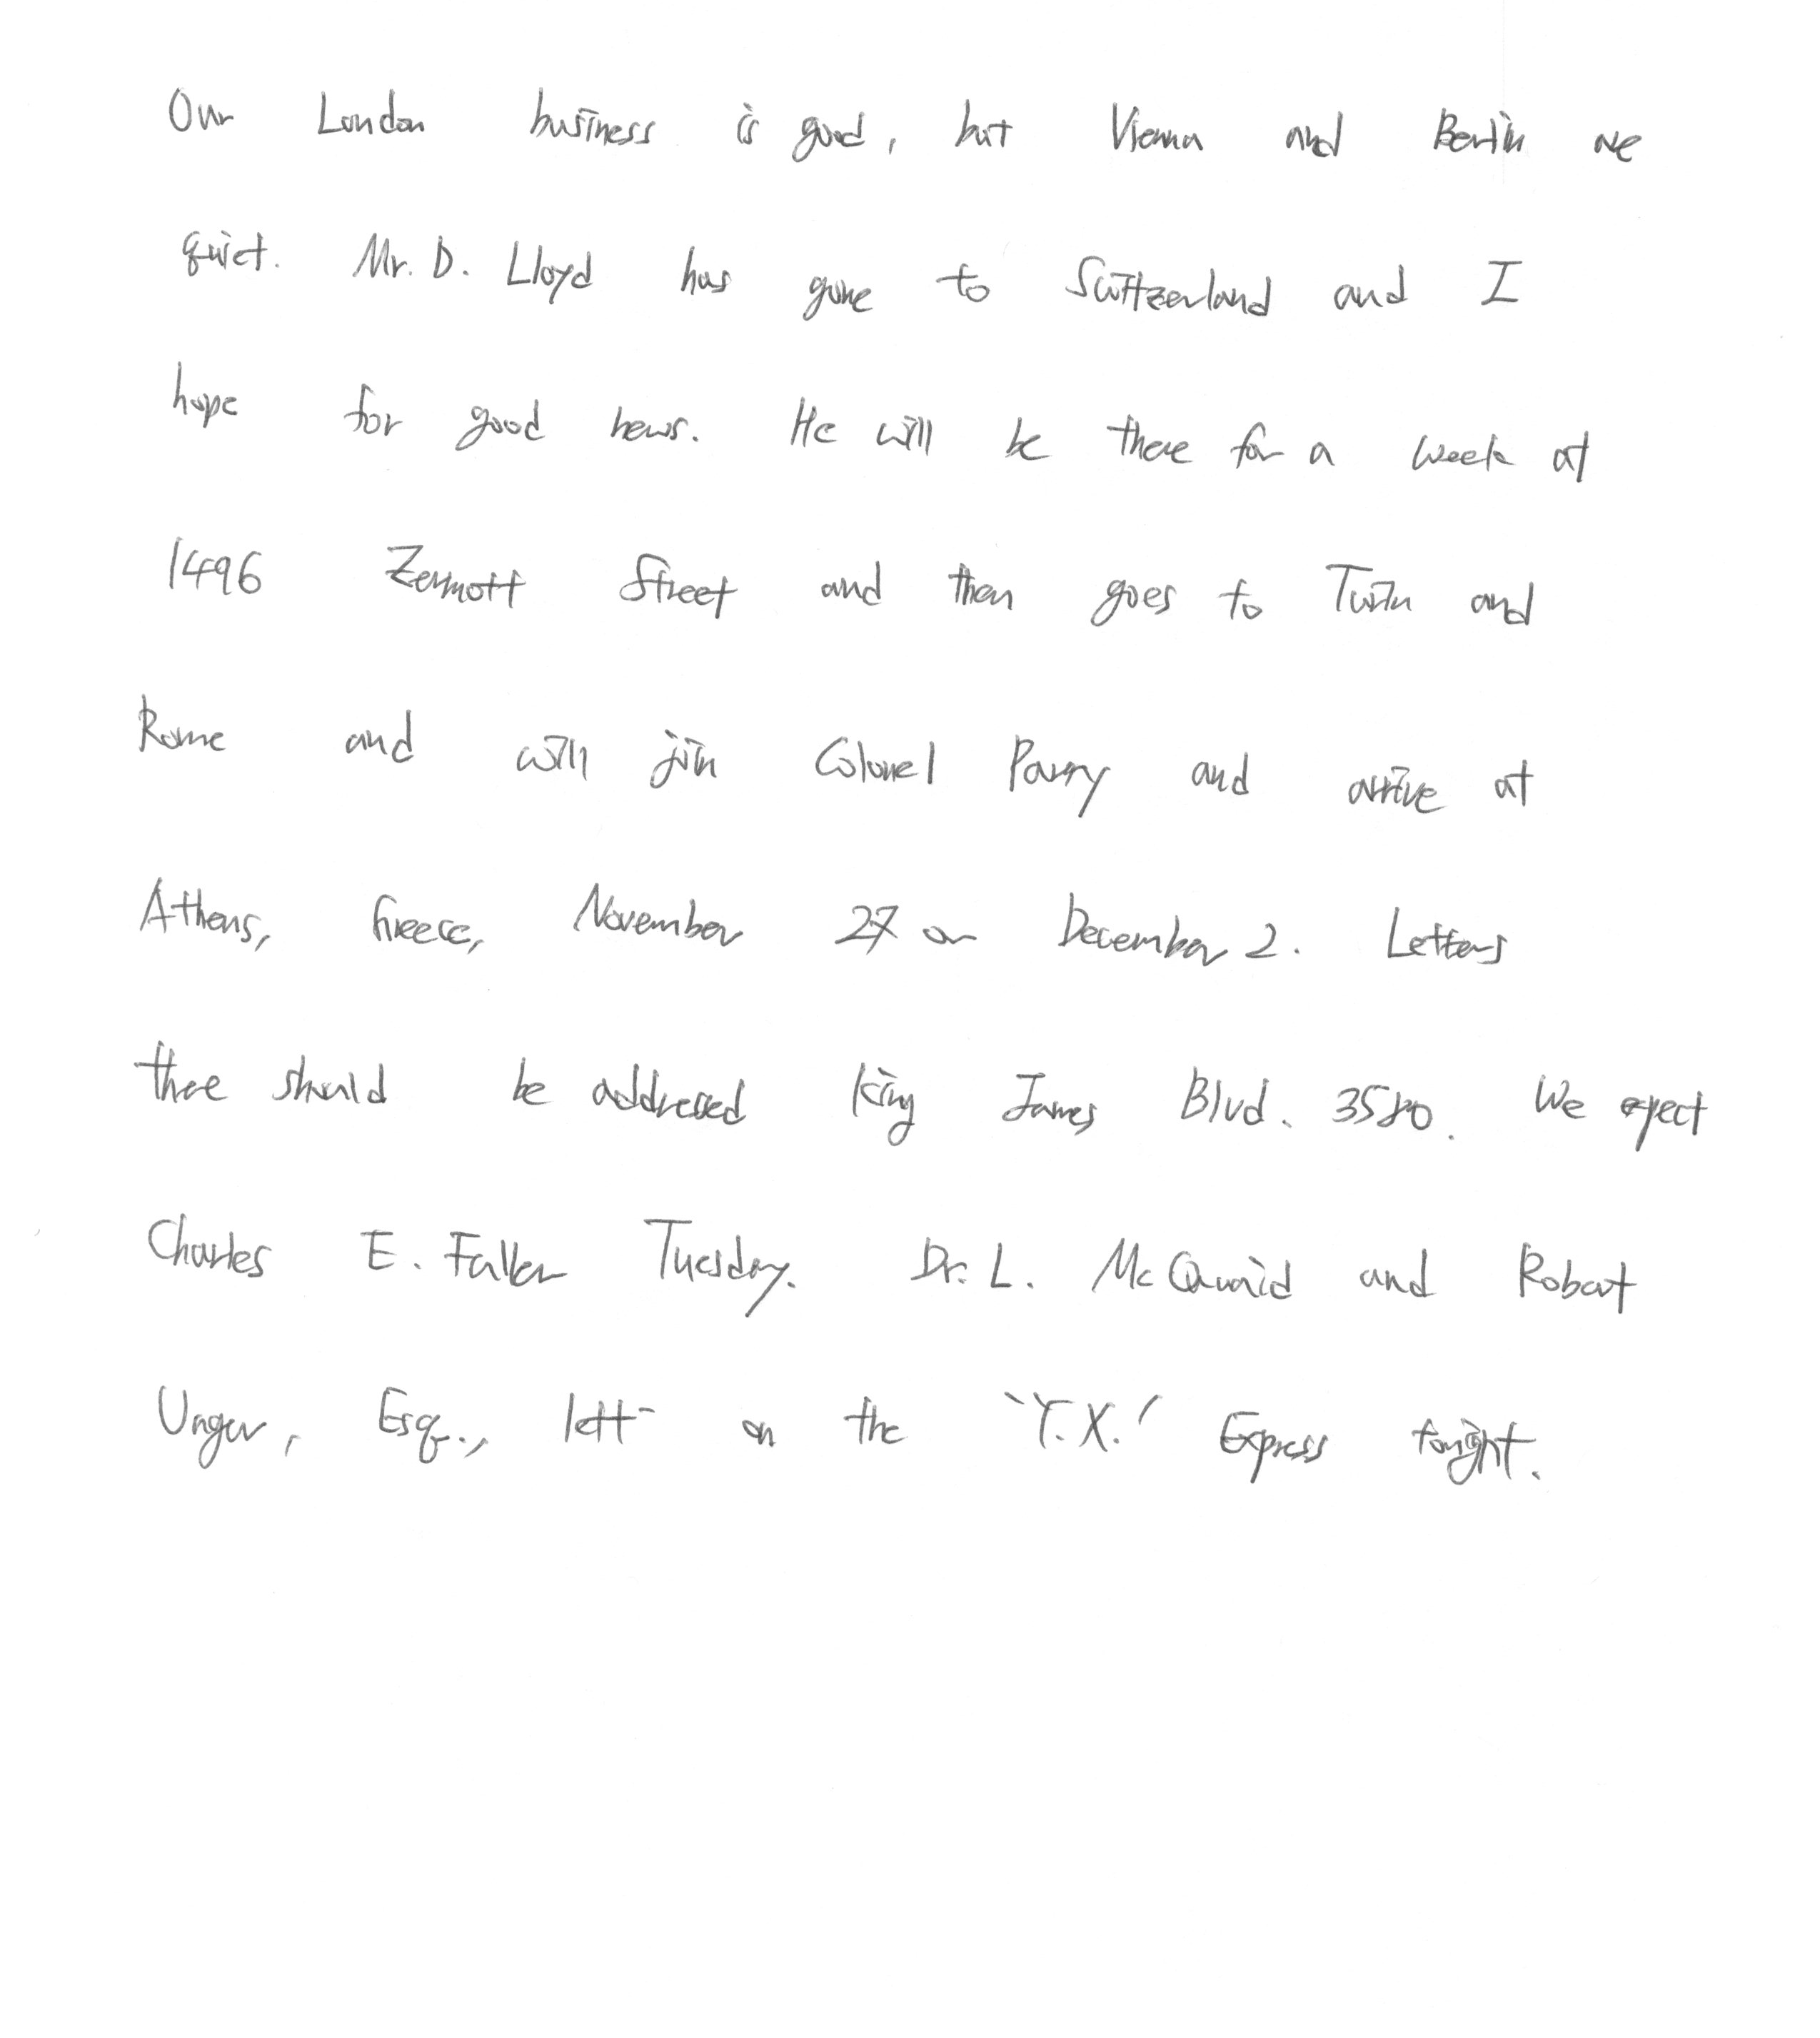 Our London business is good, but Vienna and Berlin are
quiet. Mr. D. Lloyd has gone to Switzerland and I
hope for good news. He will be there for a week at
1496 Zermott Street and then goes to Turin and
Rome and will join Colonel Parry and arrive at
Athens, Greece, November 27 or December 2. Letters
there should be addressed King James Blvd. 3580. We expect
Charles E. Fuller Tuesday. Dr. L. McQuaid and Robert
Unger, Esq., left on the 'Y.X.' Express tonight.